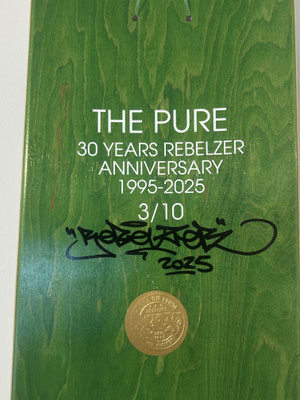 THE PURE
30 YEARS REBELZER
ANNIVERSARY
1995-2025
3/10
"REBELZER"
2025